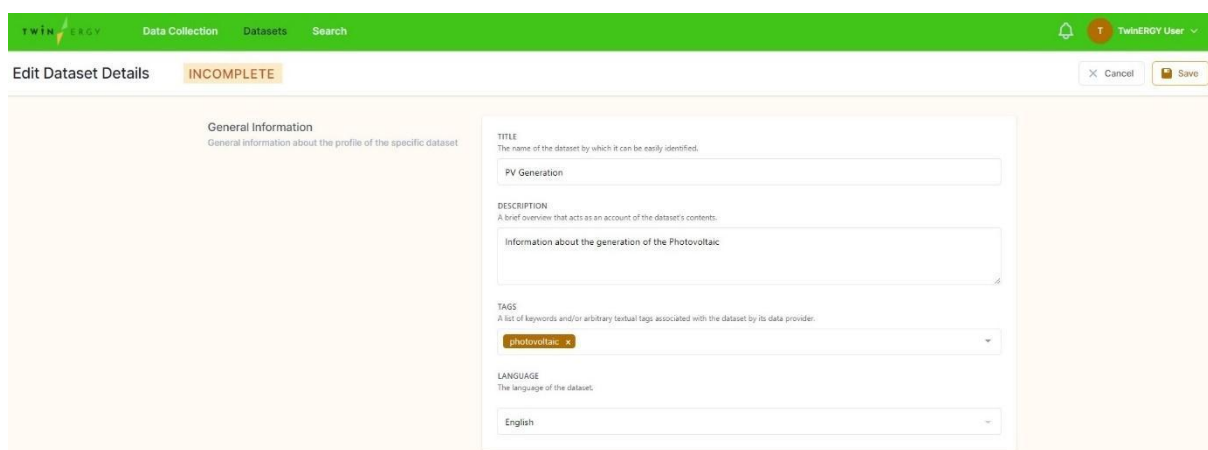 TWINERGY Data Collection Datasets Search T TwinERGY User
Edit Dataset Details INCOMPLETE × Cancel Save
General Information
General information about the profile of the specific dataset
TITLE
The name of the dataset by which it can be easily identified.
PV Generation
DESCRIPTION
A brief overview that acts as an account of the dataset's contents.
Information about the generation of the Photovoltaic
TAGS
A list of keywords and/or arbitrary textual tags associated with the dataset by its data provider.
photovoltaic x
LANGUAGE
The language of the dataset.
English